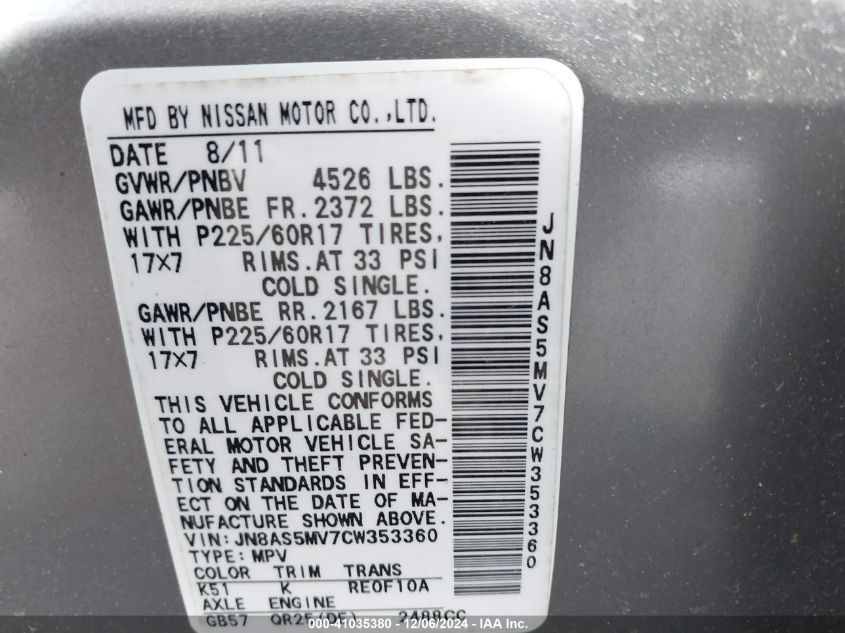 MFD BY NISSAN MOTOR CO.,LTD.
DATE 8/11
GVWR/PNBV 4526 LBS.
GAWR/PNBE FR.2372 LBS.
WITH P225/60R17 TIRES,
17X7 RIMS.AT 33 PSI
COLD SINGLE.
GAWR/PNBE RR.2167 LBS.
WITH P225/60R17 TIRES,
17X7 RIMS.AT 33 PSI
COLD SINGLE.
THIS VEHICLE CONFORMS
TO ALL APPLICABLE FED-
ERAL MOTOR VEHICLE SA-
FETY AND THEFT PREVEN-
TION STANDARDS IN EFF-
ECT ON THE DATE OF MA-
NUFACTURE SHOWN ABOVE.
VIN:JN8AS5MV7CW353360
TYPE:MPV
COLOR TRIM TRANS
K51 K RE0F10A
AXLE ENGINE
GB57 QR25(DE) 2488CC
JN8AS5MV7CW353360
000-41035380 - 12/06/2024 - IAAI.COM